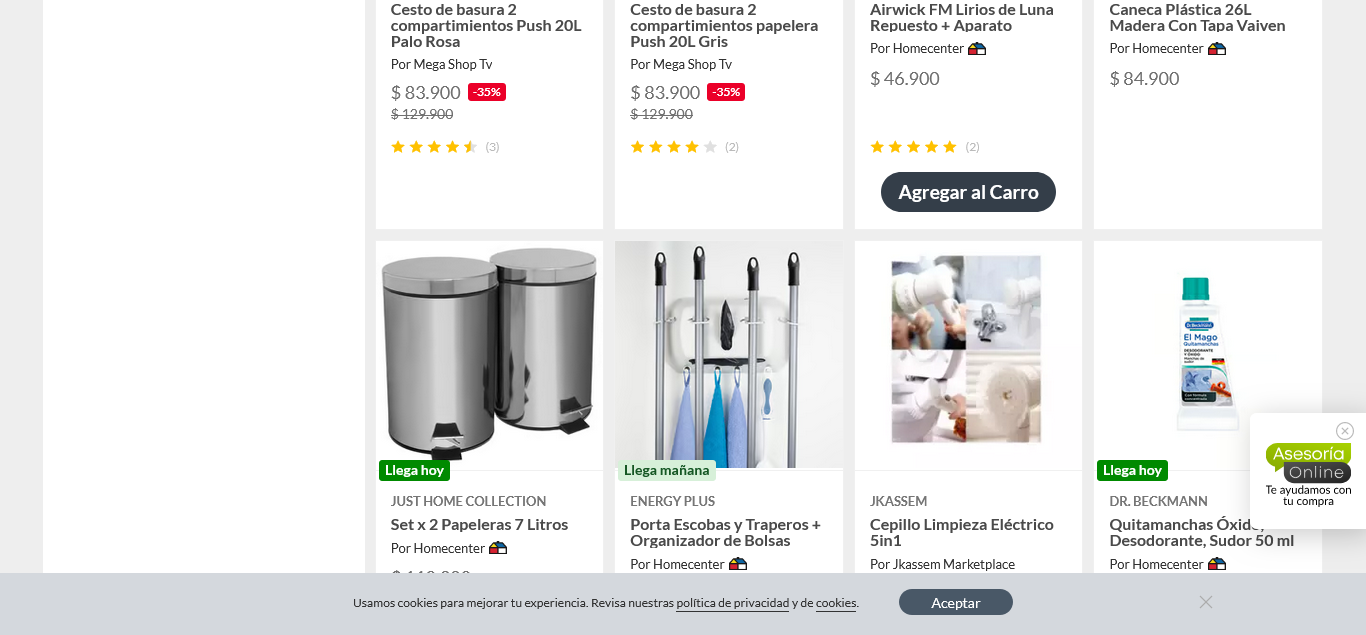 Cesto de basura 2
compartimientos Push 20L
Palo Rosa
Por Mega Shop Tv
$ 83.900 -35%
$ 129.900
(3)
Cesto de basura 2
compartimientos papelera
Push 20L Gris
Por Mega Shop Tv
$ 83.900 -35%
$ 129.900
(2)
Airwick FM Lirios de Luna
Repuesto + Aparato
Por Homecenter
$ 46.900
(2)
Agregar al Carro
Caneca Plástica 26L
Madera Con Tapa Vaiven
Por Homecenter
$ 84.900
Llega hoy
JUST HOME COLLECTION
Set x 2 Papeleras 7 Litros
Por Homecenter
Llega mañana
ENERGY PLUS
Porta Escobas y Traperos +
Organizador de Bolsas
Por Homecenter
JKASSEM
Cepillo Limpieza Eléctrico
5in1
Por Jkassem Marketplace
Dr. Beckmann
El Mago
Quitamanchas
Llega hoy
DR. BECKMANN
Quitamanchas Óxido,
Desodorante, Sudor 50 ml
Por Homecenter
Asesoría
Online
Te ayudamos con
tu compra
Usamos cookies para mejorar tu experiencia. Revisa nuestras política de privacidad y de cookies.
Aceptar